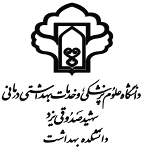 دانشگاه علوم پزشکی و خدمات بهداشتی درمانی
شهید صدوقی یزد
دانشکده بهداشت